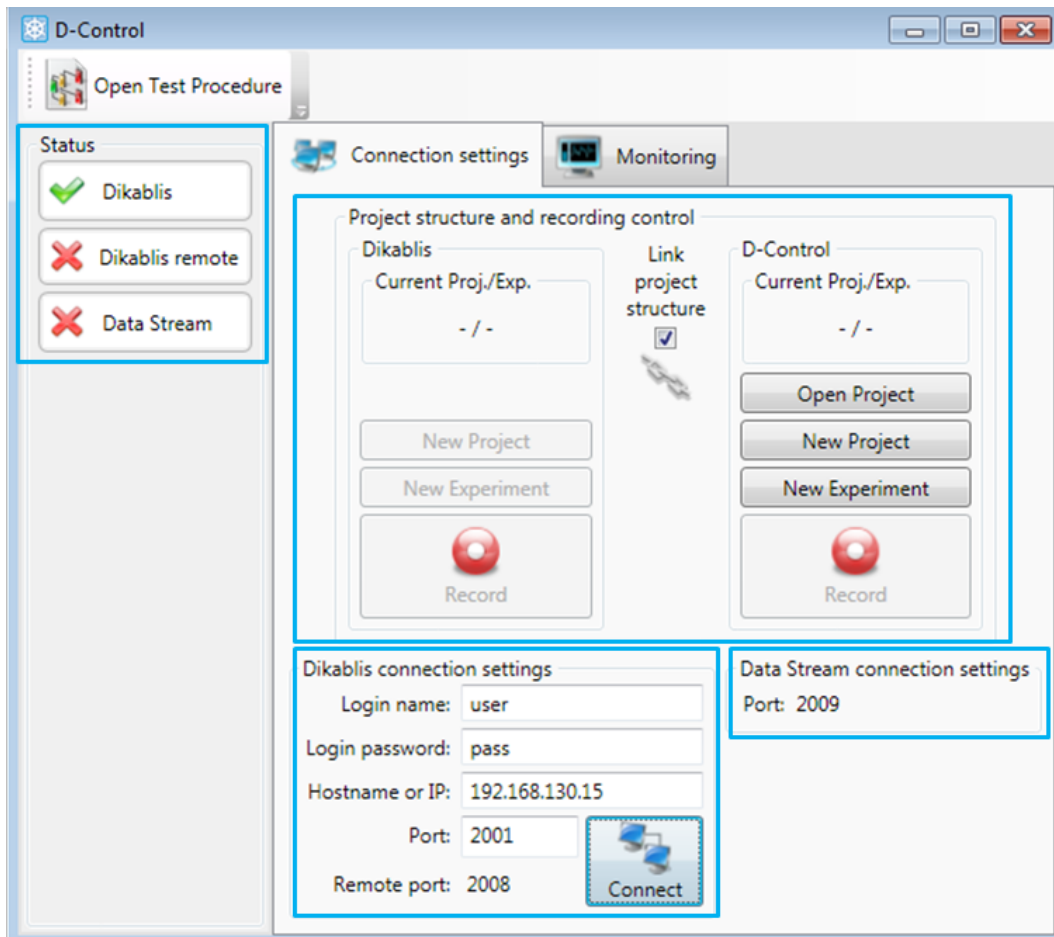 D-Control
Open Test Procedure
Status
Dikablis
Dikablis remote
Data Stream
Connection settings
Monitoring
Project structure and recording control
Dikablis
Current Proj./Exp.
- / -
New Project
New Experiment
Record
Link
project
structure
D-Control
Current Proj./Exp.
- / -
Open Project
New Project
New Experiment
Record
Dikablis connection settings
Login name: user
Login password: pass
Hostname or IP: 192.168.130.15
Port: 2001
Remote port: 2008
Connect
Data Stream connection settings
Port: 2009